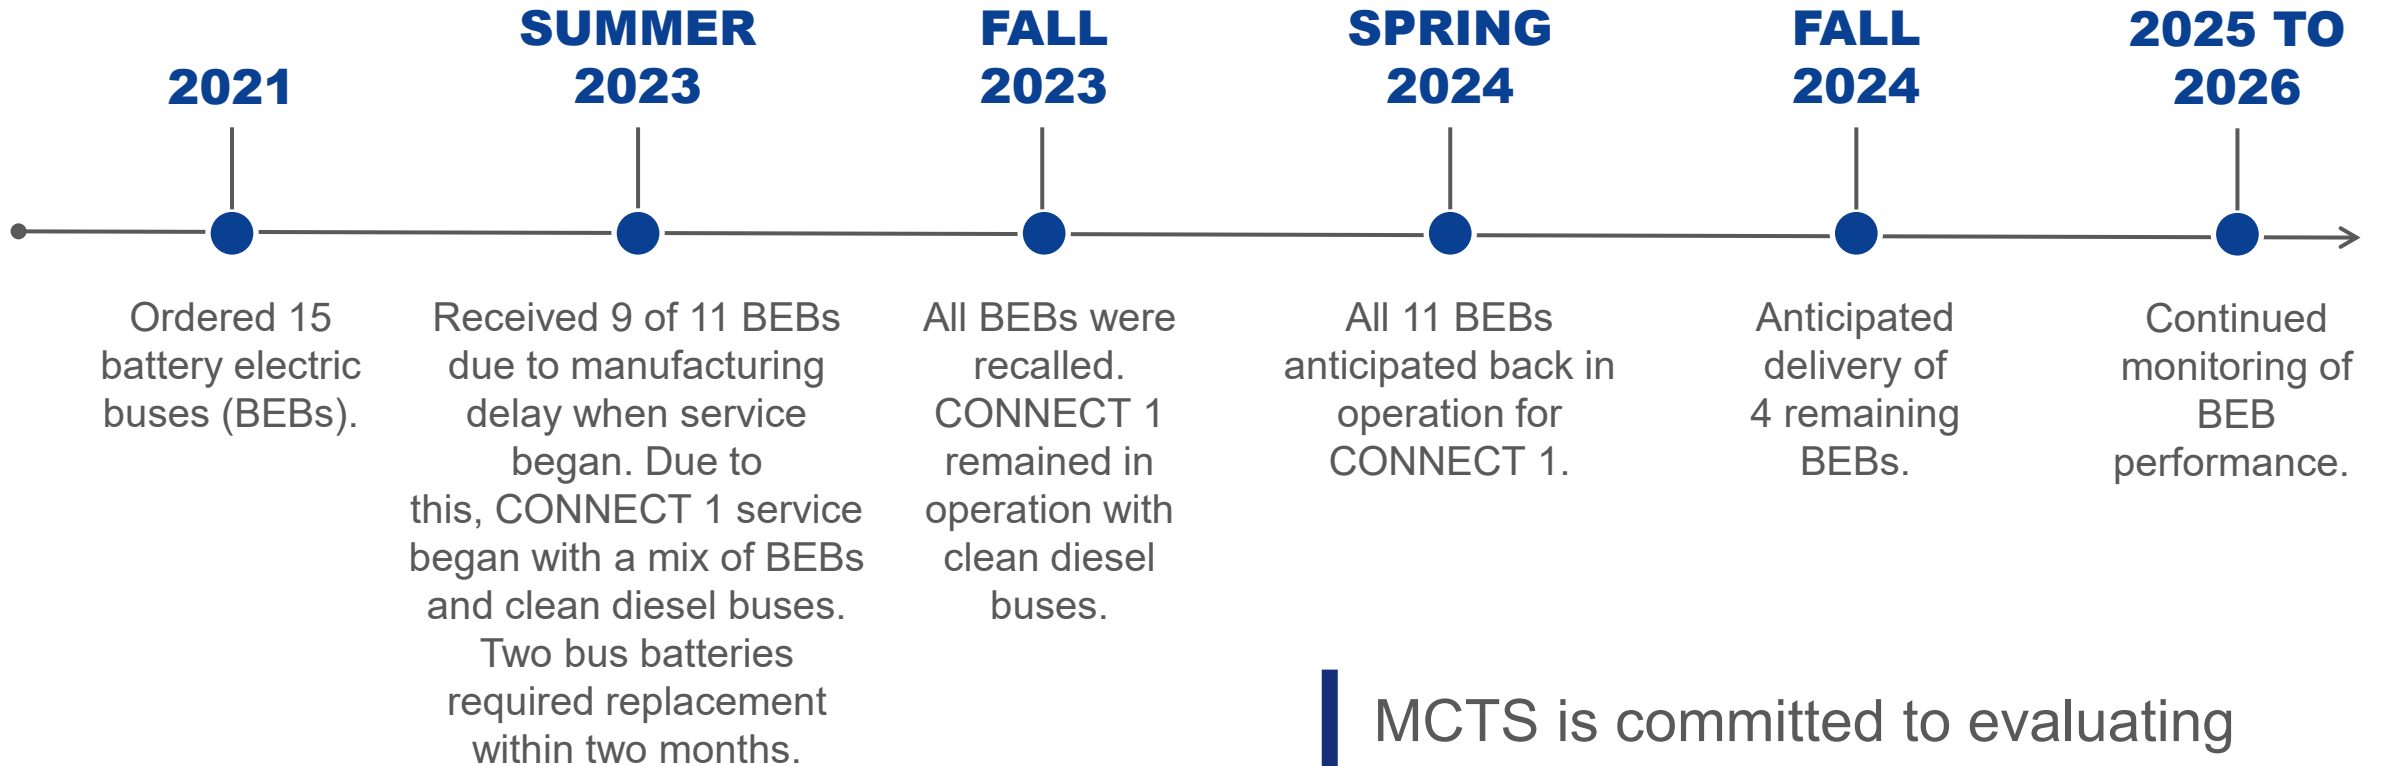 2021
Ordered 15
battery electric
buses (BEBs).
SUMMER
2023
Received 9 of 11 BEBs
due to manufacturing
delay when service
began. Due to
this, CONNECT 1 service
began with a mix of BEBs
and clean diesel buses.
Two bus batteries
required replacement
within two months.
FALL
2023
All BEBs were
recalled.
CONNECT 1
remained in
operation with
clean diesel
buses.
SPRING
2024
All 11 BEBs
anticipated back in
operation for
CONNECT 1.
FALL
2024
Anticipated
delivery of
4 remaining
BEBs.
2025 TO
2026
Continued
monitoring of
BEB
performance.
MCTS is committed to evaluating